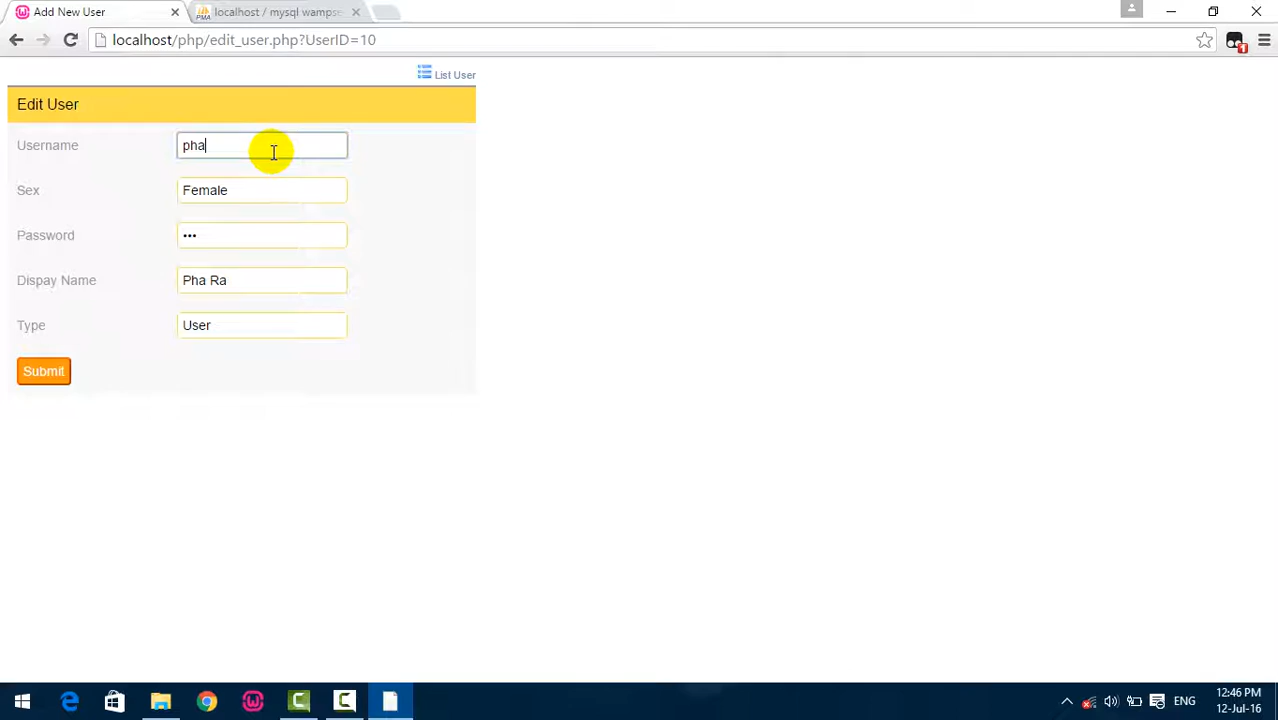 Add New User
localhost / mysql wampse
localhost/php/edit_user.php?UserID=10
List User
Edit User
Username
pha
Sex
Female
Password
•••
Dispay Name
Pha Ra
Type
User
Submit
ENG
12:46 PM
12-Jul-16